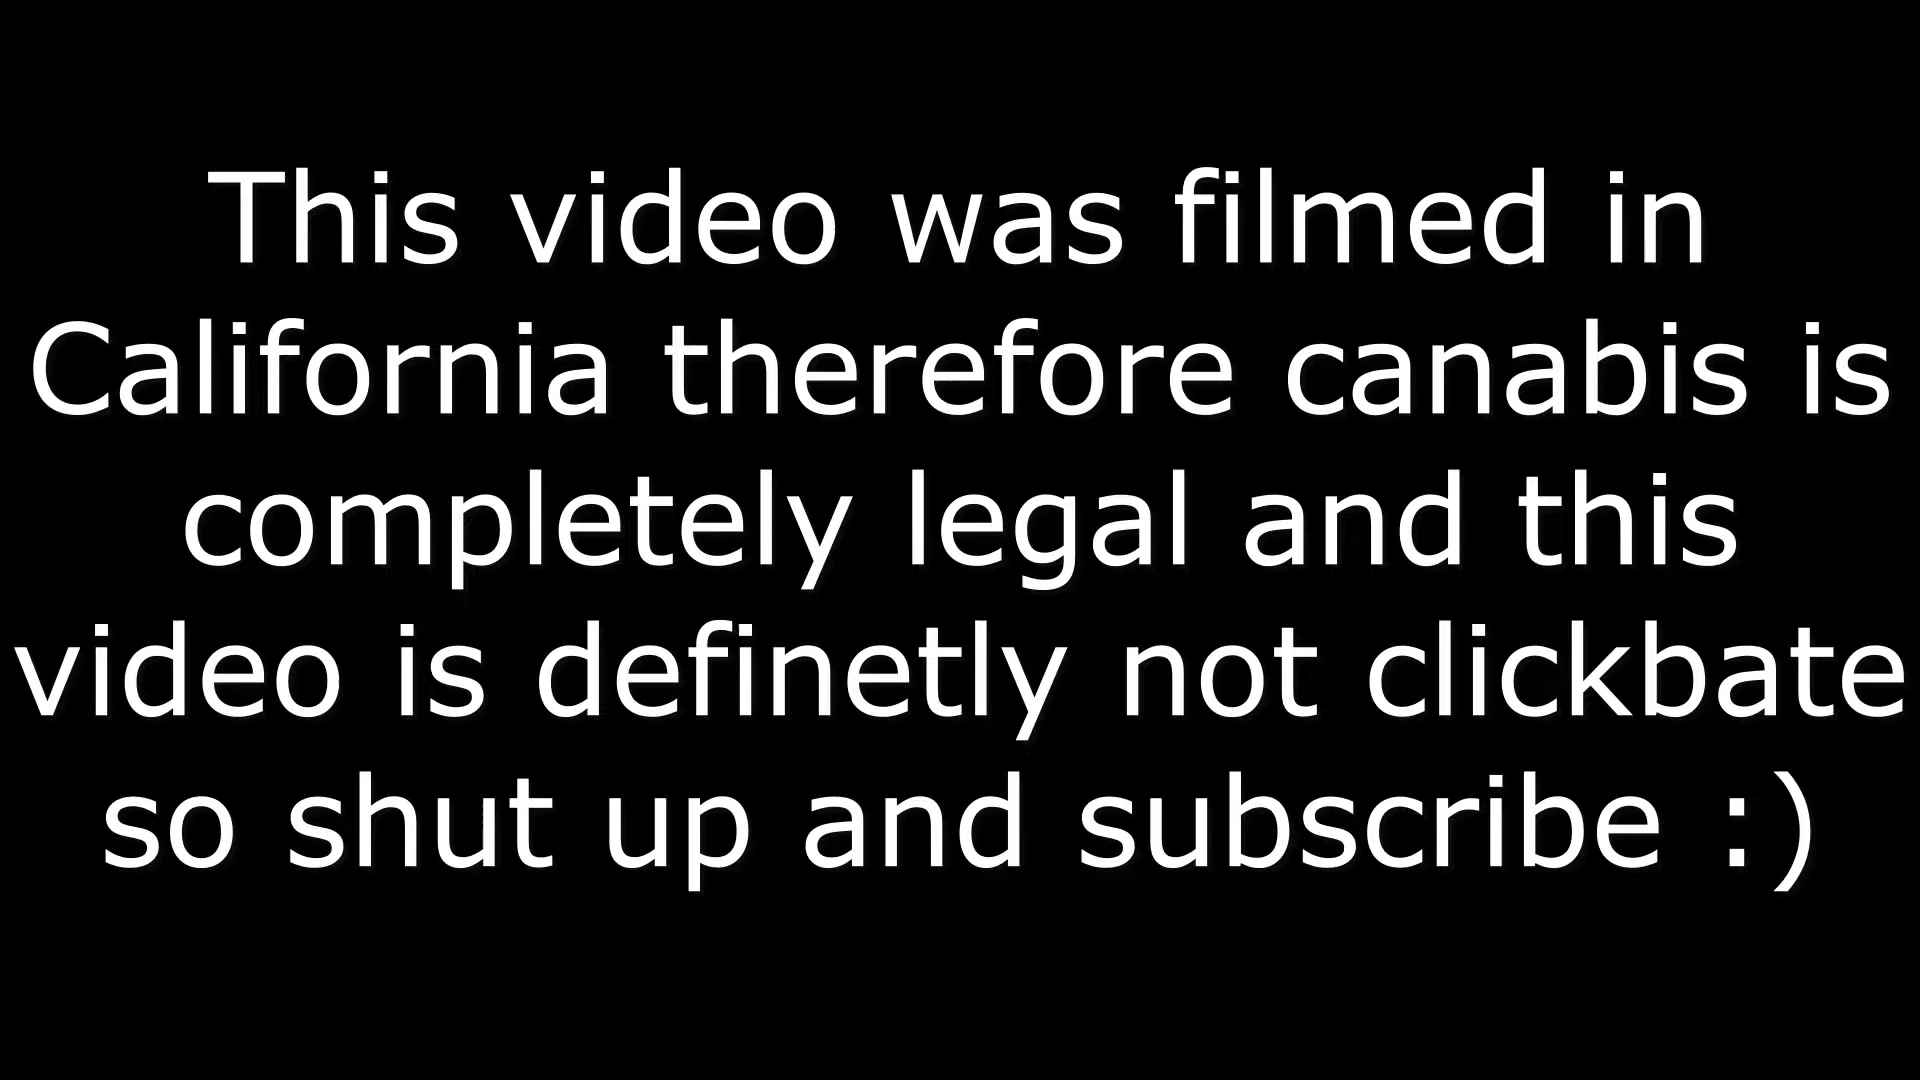 This video was filmed in
California therefore canabis is
completely legal and this
video is definetly not clickbate
so shut up and subscribe :)